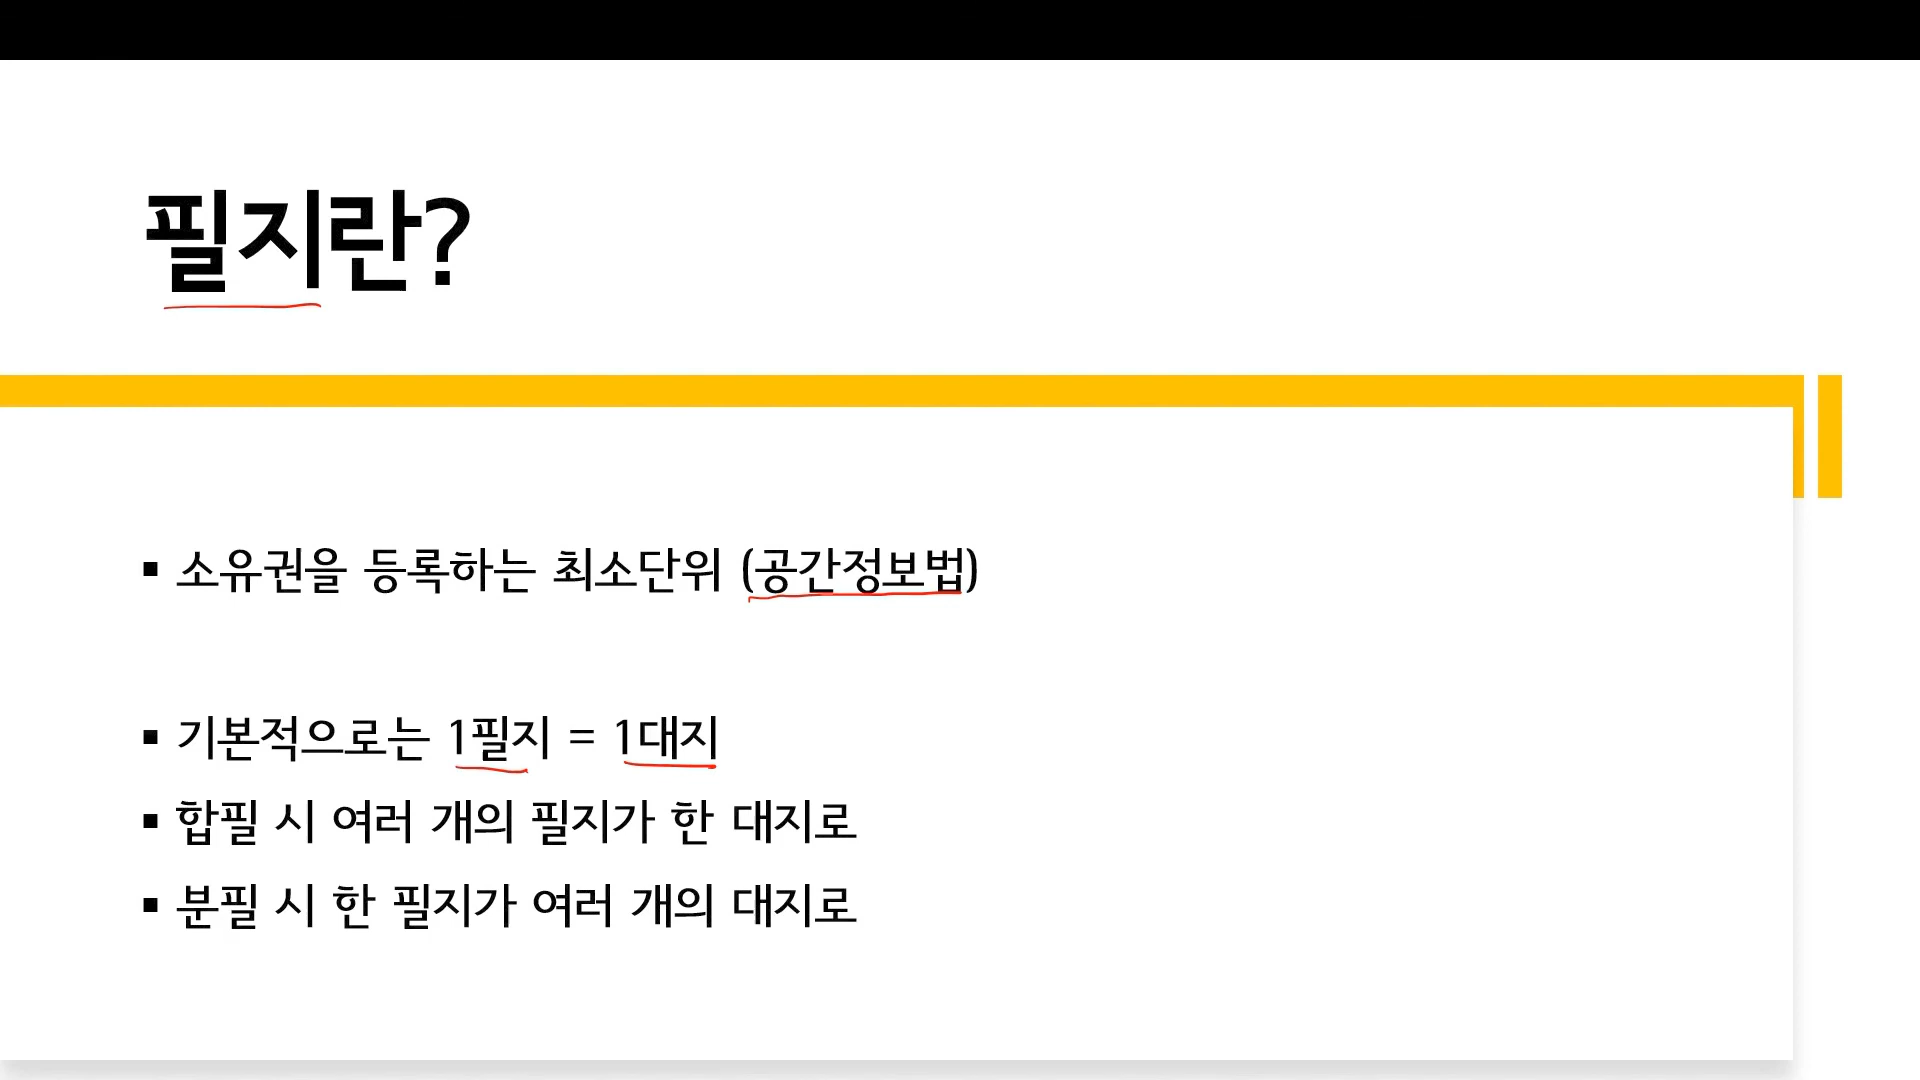 필지란?
▪ 소유권을 등록하는 최소단위 (공간정보법)
▪ 기본적으로는 1필지 = 1대지
▪ 합필 시 여러 개의 필지가 한 대지로
▪ 분필 시 한 필지가 여러 개의 대지로